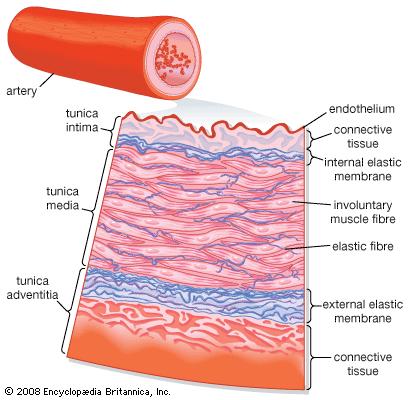 artery
tunica
intima
endothelium
connective
tissue
internal elastic
membrane
tunica
media
involuntary
muscle fibre
elastic fibre
tunica
adventitia
external elastic
membrane
connective
tissue
© 2008 Encyclopædia Britannica, Inc.